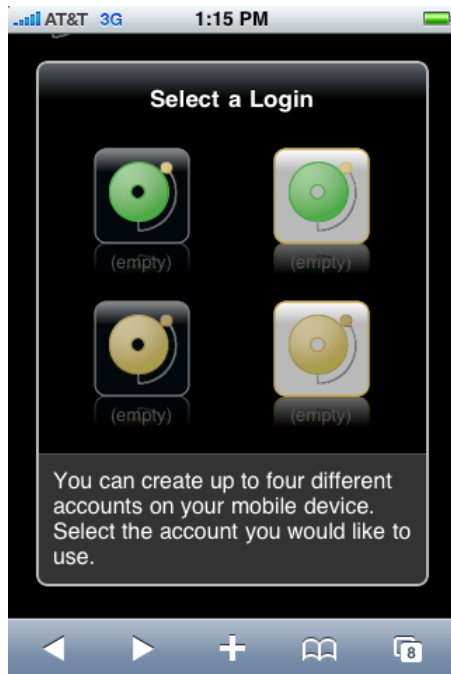 AT&T 3G 1:15 PM
Select a Login
(empty) (empty)
(empty) (empty)
You can create up to four different
accounts on your mobile device.
Select the account you would like to
use.
8